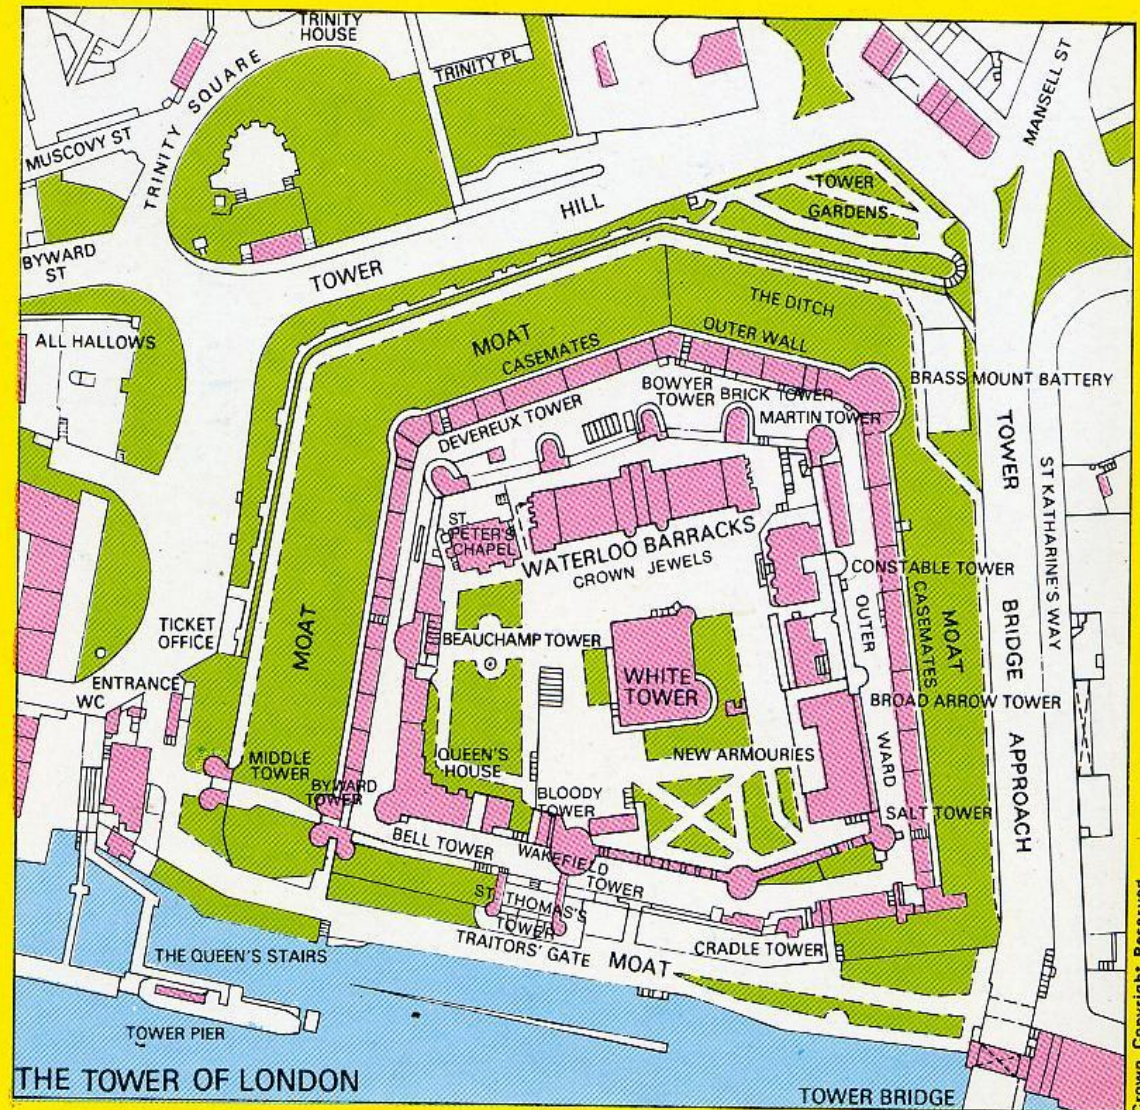 TRINITY
HOUSE
TRINITY PL
TRINITY SQUARE
MUSCOVY ST
MANSELL ST
TOWER
GARDENS
BYWARD
ST
TOWER HILL
THE DITCH
ALL HALLOWS
MOAT
CASEMATES
OUTER WALL
BRASS MOUNT BATTERY
BOWYER
TOWER
BRICK TOWER
DEVEREUX TOWER
MARTIN TOWER
ST
PETER'S
CHAPEL
WATERLOO BARRACKS
CROWN JEWELS
CONSTABLE TOWER
TOWER BRIDGE APPROACH
ST KATHARINE'S WAY
OUTER WARD
CASEMATES
MOAT
TICKET
OFFICE
MOAT
BEAUCHAMP TOWER
WHITE
TOWER
ENTRANCE
WC
BROAD ARROW TOWER
MIDDLE
TOWER
QUEEN'S
HOUSE
NEW ARMOURIES
BYWARD
TOWER
BLOODY
TOWER
SALT TOWER
BELL TOWER
WAKEFIELD
TOWER
ST THOMAS'S
TOWER
TRAITORS' GATE
MOAT
CRADLE TOWER
THE QUEEN'S STAIRS
TOWER PIER
THE TOWER OF LONDON
TOWER BRIDGE
Crown Copyright Reserved